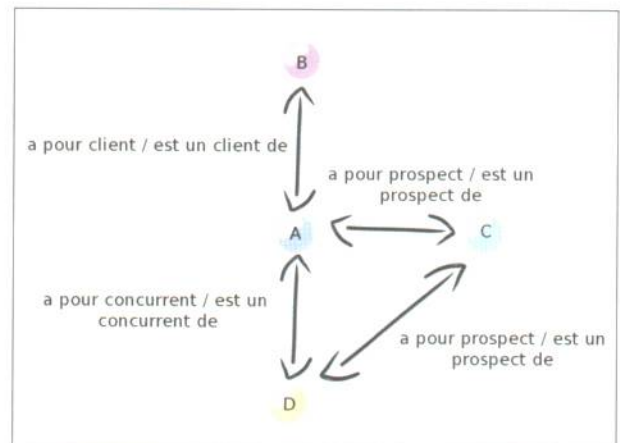 B
a pour client / est un client de
a pour prospect / est un
prospect de
A
C
a pour concurrent / est un
concurrent de
a pour prospect / est un
prospect de
D